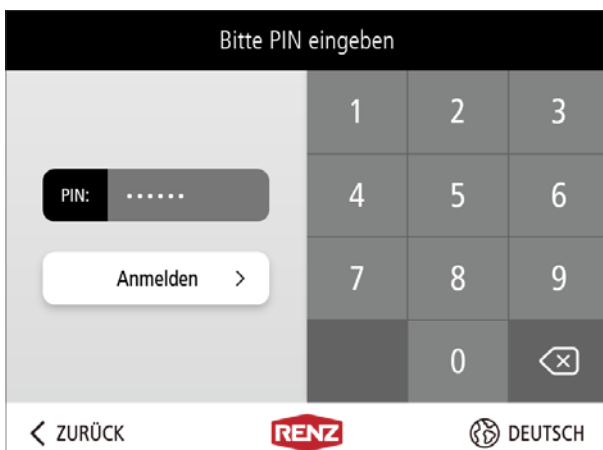 Bitte PIN eingeben
1 2 3
PIN: ······
4 5 6
Anmelden >
7 8 9
0
< ZURÜCK
RENZ
DEUTSCH